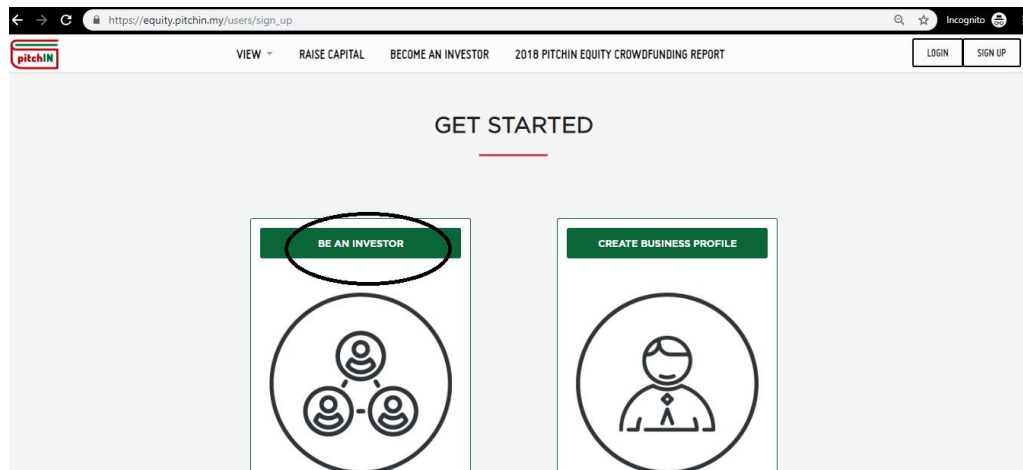 https://equity.pitchin.my/users/sign_up
Incognito
pitchIN
VIEW
RAISE CAPITAL
BECOME AN INVESTOR
2018 PITCHIN EQUITY CROWDFUNDING REPORT
LOGIN
SIGN UP
GET STARTED
BE AN INVESTOR
CREATE BUSINESS PROFILE